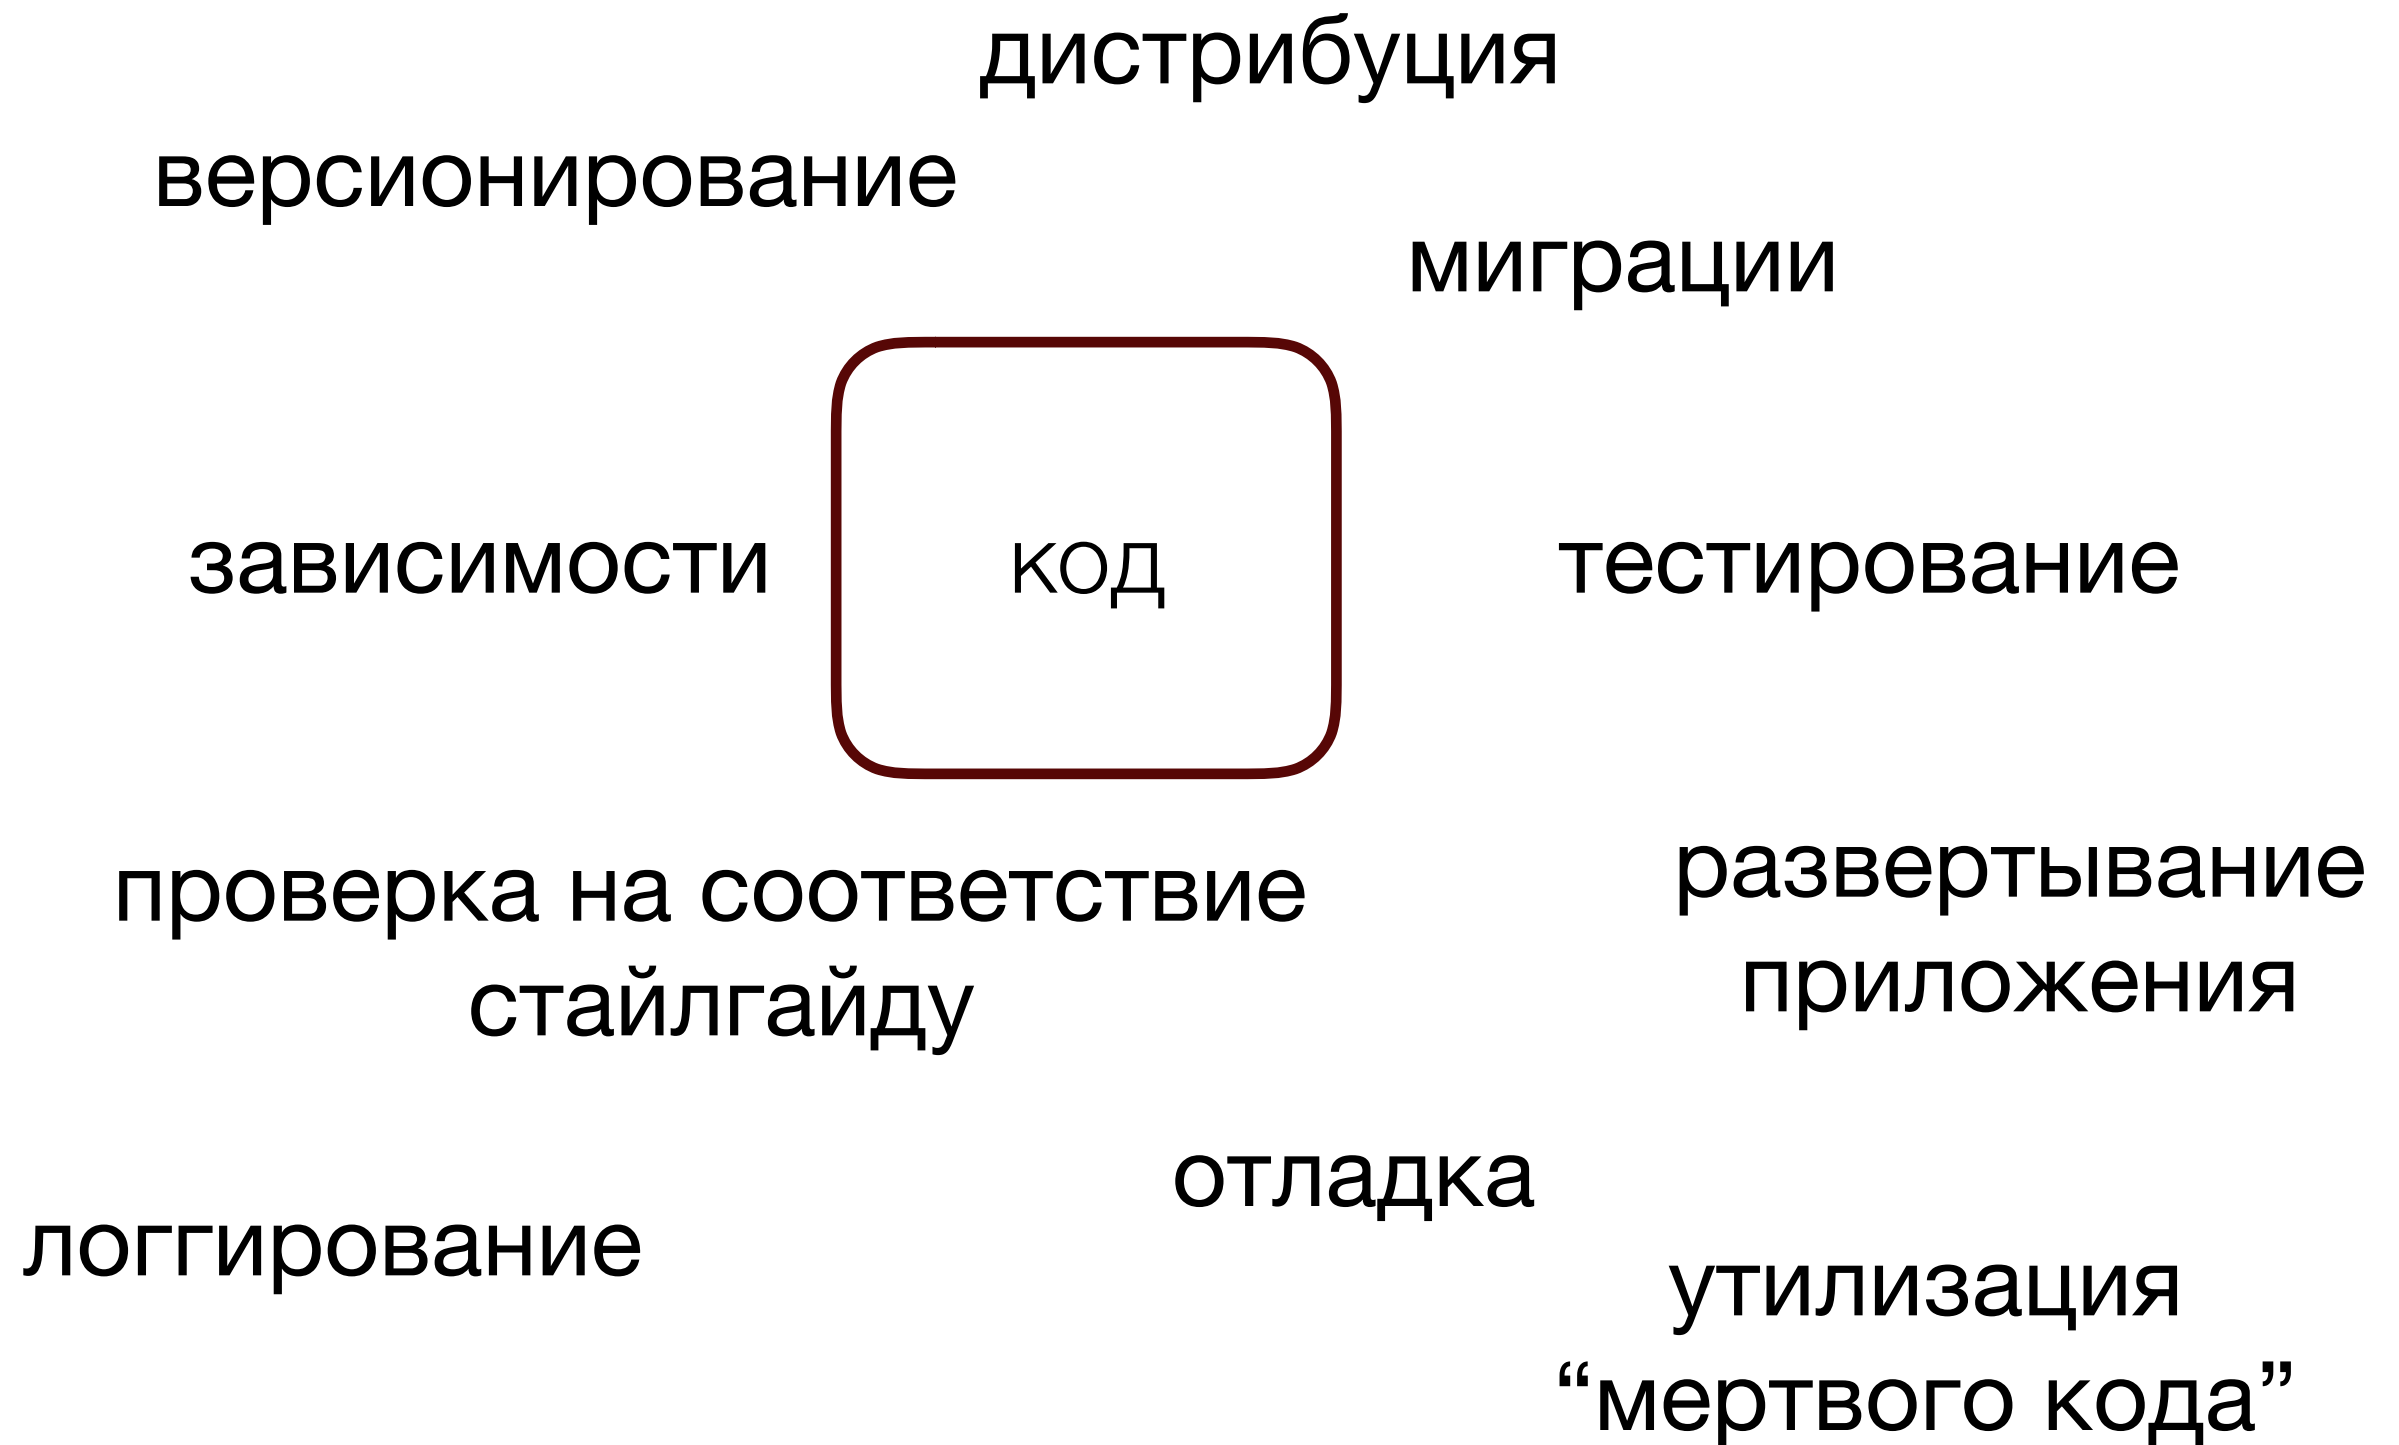 дистрибуция
версионирование
миграции
зависимости
код
тестирование
проверка на соответствие
стайлгайду
развертывание
приложения
отладка
логгирование
утилизация
“мертвого кода”